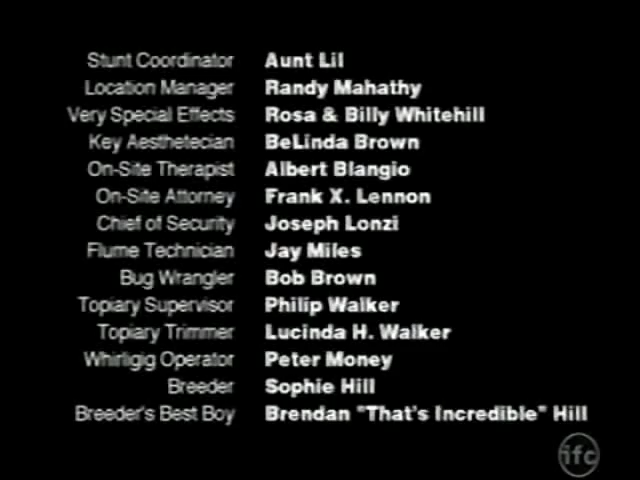 Stunt Coordinator Aunt Lil
Location Manager Randy Mahathy
Very Special Effects Rosa & Billy Whitehill
Key Aesthetecian BeLinda Brown
On-Site Therapist Albert Blangio
On-Site Attorney Frank X. Lennon
Chief of Security Joseph Lonzi
Flume Technician Jay Miles
Bug Wrangler Bob Brown
Topiary Supervisor Philip Walker
Topiary Trimmer Lucinda H. Walker
Whirligig Operator Peter Money
Breeder Sophie Hill
Breeder's Best Boy Brendan "That's Incredible" Hill
ifc